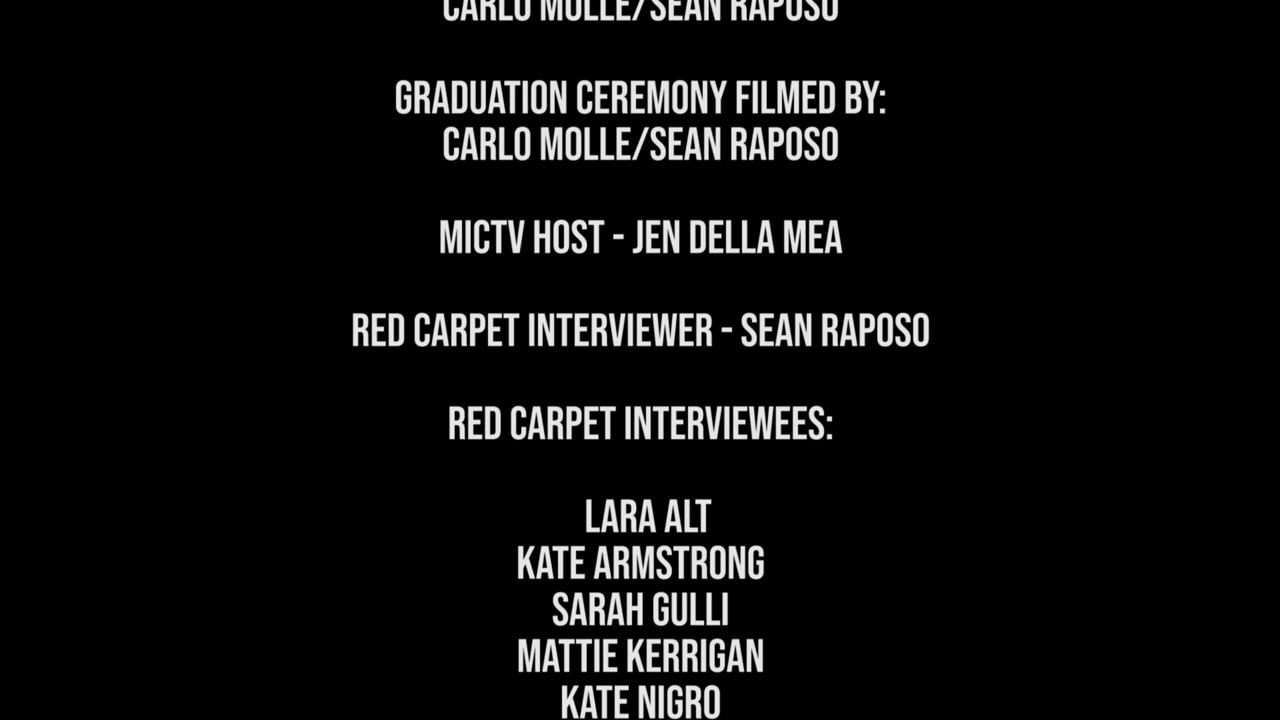 CARLO MOLLE/SEAN RAPOSO
GRADUATION CEREMONY FILMED BY:
CARLO MOLLE/SEAN RAPOSO
MICTV HOST - JEN DELLA MEA
RED CARPET INTERVIEWER - SEAN RAPOSO
RED CARPET INTERVIEWEES:
LARA ALT
KATE ARMSTRONG
SARAH GULLI
MATTIE KERRIGAN
KATE NIGRO